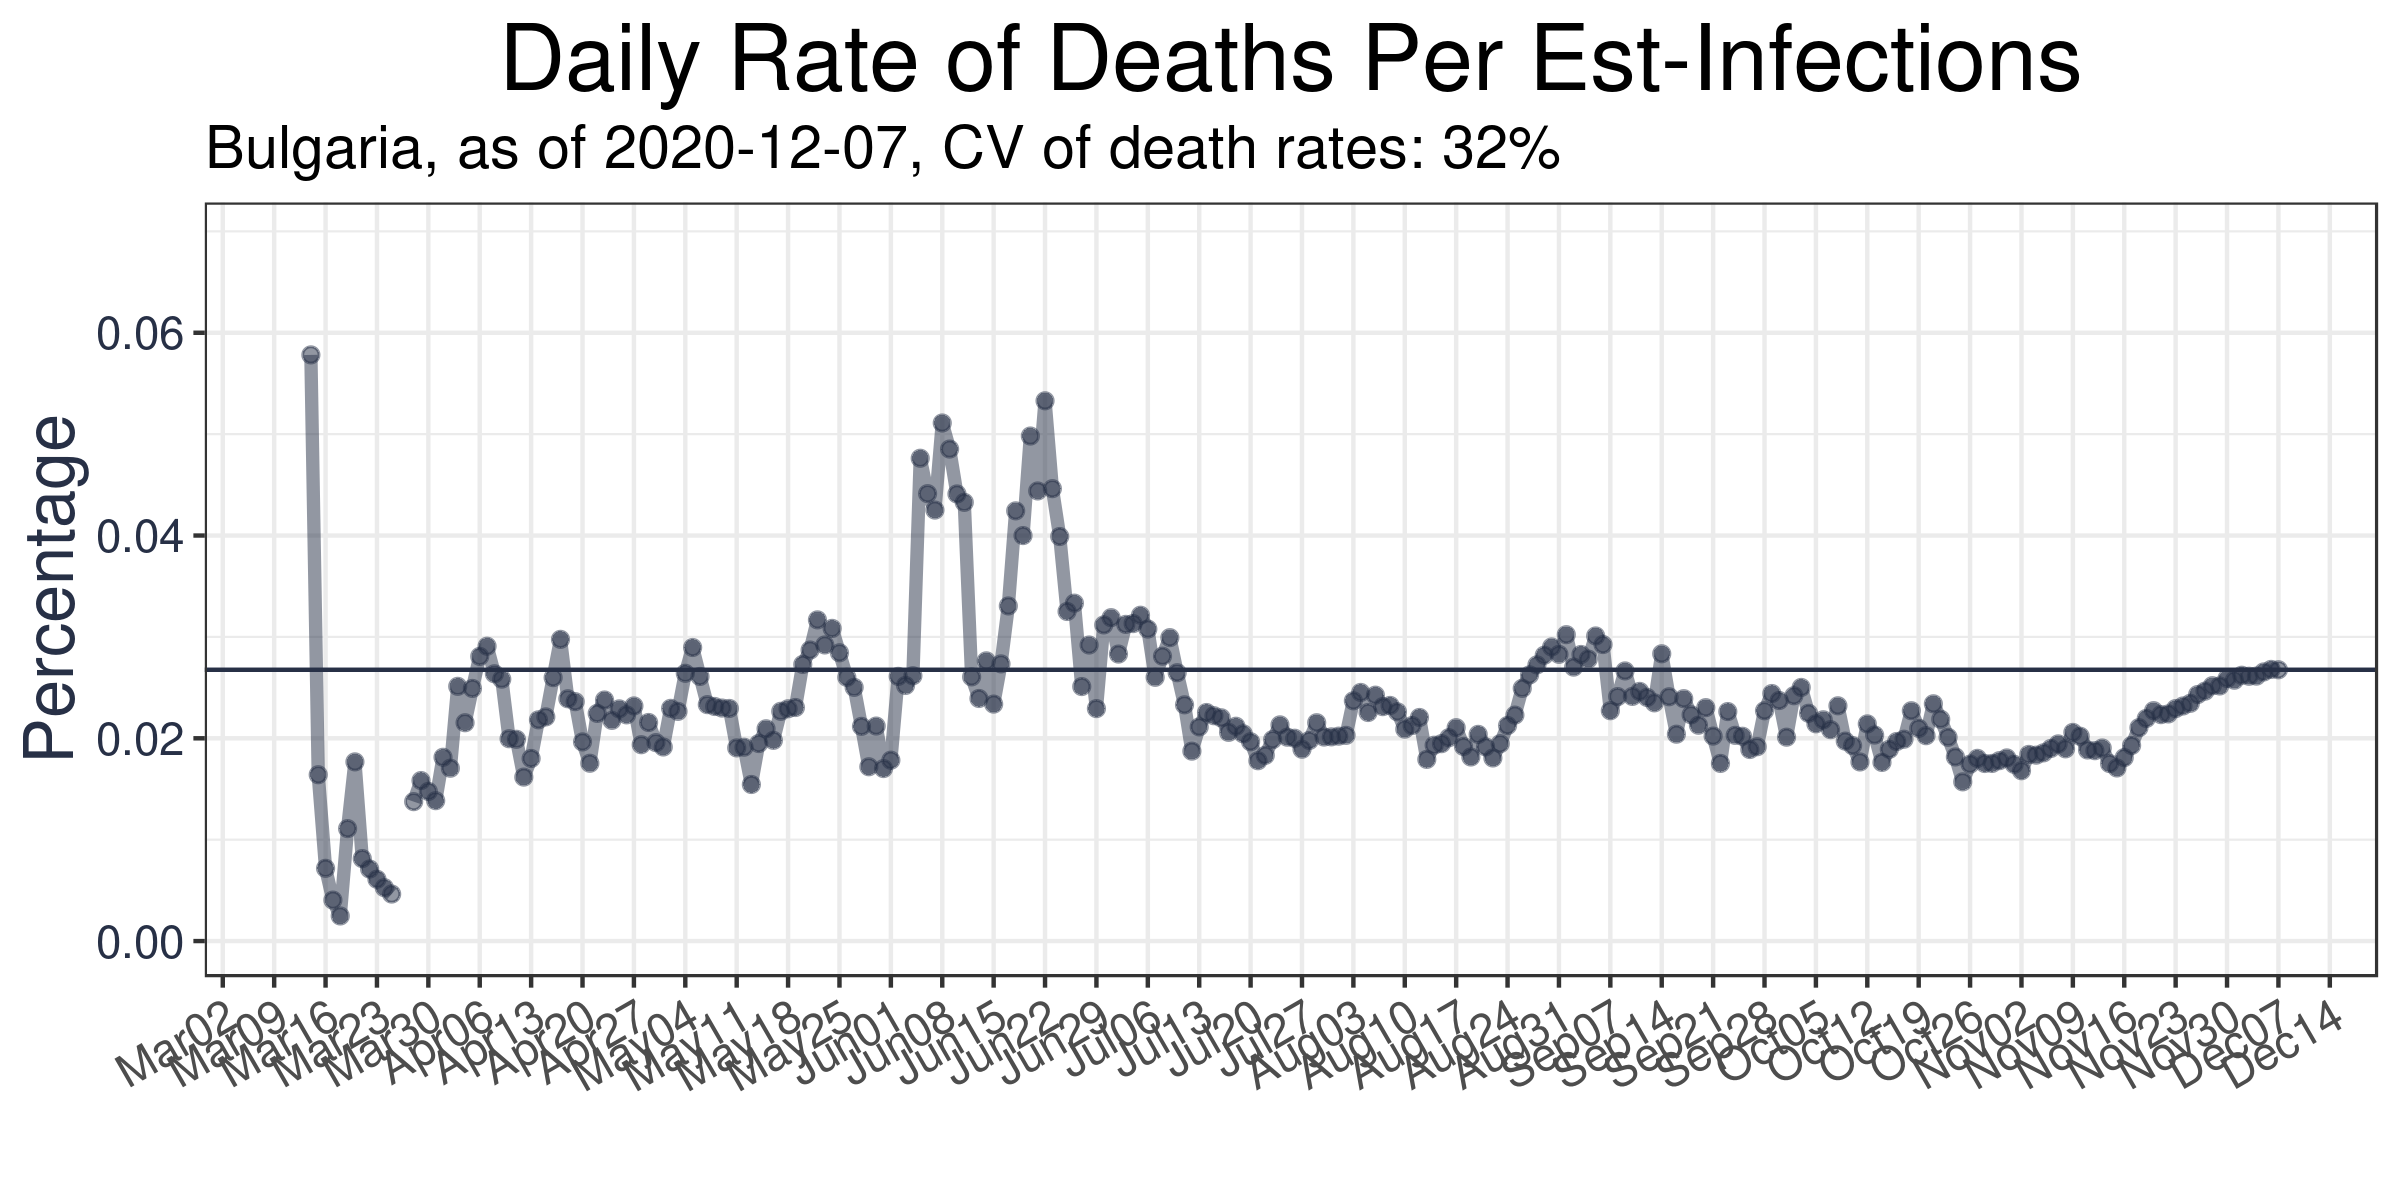 Daily Rate of Deaths Per Est-Infections
Bulgaria, as of 2020-12-07, CV of death rates: 32%
Percentage
0.06
0.04
0.02
0.00
Mar02
Mar09
Mar16
Mar23
Mar30
Apr06
Apr13
Apr20
Apr27
May04
May11
May18
May25
Jun01
Jun08
Jun15
Jun22
Jun29
Jul06
Jul13
Jul20
Jul27
Aug03
Aug10
Aug17
Aug24
Aug31
Sep07
Sep14
Sep21
Sep28
Oct05
Oct12
Oct19
Oct26
Nov02
Nov09
Nov16
Nov23
Nov30
Dec07
Dec14